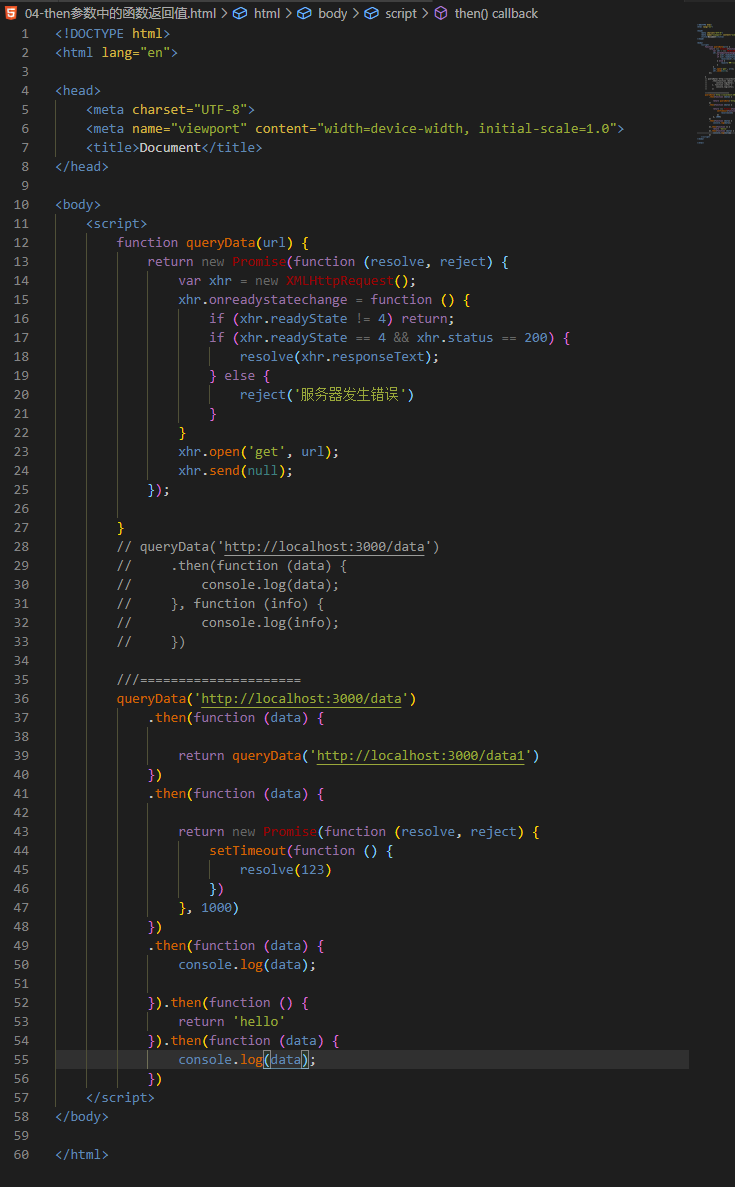 04-then参数中的函数返回值.html > html > body > script > then() callback
1 <!DOCTYPE html>
2 <html lang="en">
3
4 <head>
5     <meta charset="UTF-8">
6     <meta name="viewport" content="width=device-width, initial-scale=1.0">
7     <title>Document</title>
8 </head>
9
10 <body>
11     <script>
12         function queryData(url) {
13             return new Promise(function (resolve, reject) {
14                 var xhr = new XMLHttpRequest();
15                 xhr.onreadystatechange = function () {
16                     if (xhr.readyState != 4) return;
17                     if (xhr.readyState == 4 && xhr.status == 200) {
18                         resolve(xhr.responseText);
19                     } else {
20                         reject('服务器发生错误')
21                     }
22                 }
23                 xhr.open('get', url);
24                 xhr.send(null);
25             });
26
27         }
28         // queryData('http://localhost:3000/data')
29         //     .then(function (data) {
30         //         console.log(data);
31         //     }, function (info) {
32         //         console.log(info);
33         //     })
34
35         ///=====================
36         queryData('http://localhost:3000/data')
37             .then(function (data) {
38
39                 return queryData('http://localhost:3000/data1')
40             })
41             .then(function (data) {
42
43                 return new Promise(function (resolve, reject) {
44                     setTimeout(function () {
45                         resolve(123)
46                     })
47                 }, 1000)
48             })
49             .then(function (data) {
50                 console.log(data);
51
52             }).then(function () {
53                 return 'hello'
54             }).then(function (data) {
55                 console.log(data);
56             })
57     </script>
58 </body>
59
60 </html>